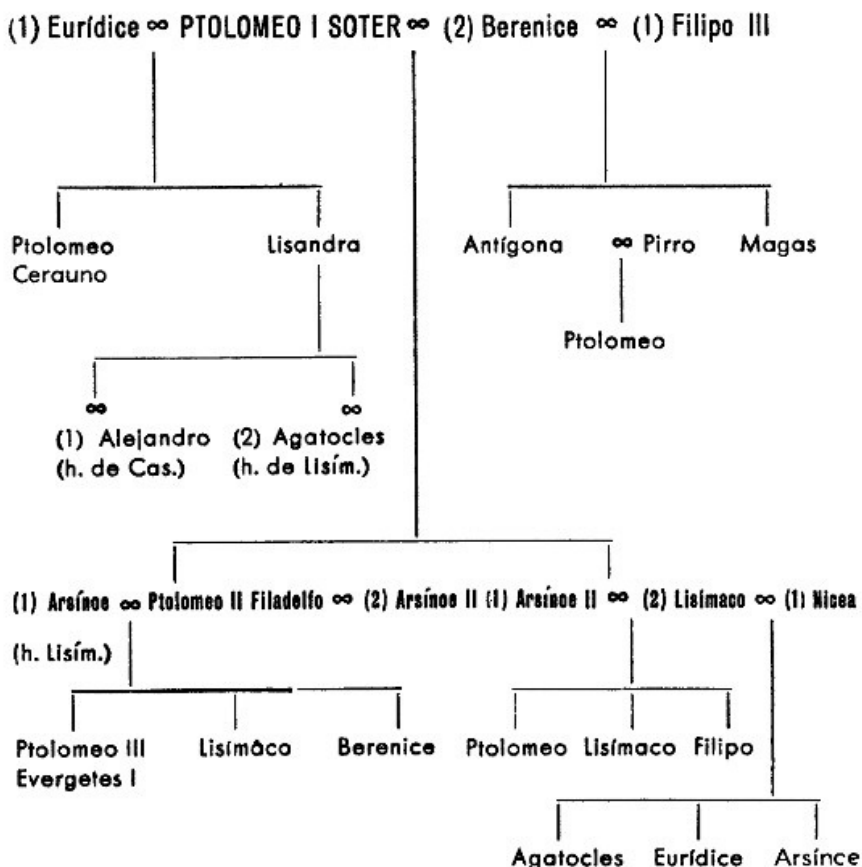 (1) Eurídice ∞ PTOLOMEO I SOTER ∞ (2) Berenice ∞ (1) Filipo III
Ptolomeo Lisandra Antígona ∞ Pirro Magas
Cerauno
Ptolomeo
∞ ∞
(1) Alejandro (2) Agatocles
(h. de Cas.) (h. de Lisím.)
(1) Arsínoe ∞ Ptolomeo II Filadelfo ∞ (2) Arsínoe II (1) Arsínoe II ∞ (2) Lisímaco ∞ (1) Nicea
(h. Lisím.)
Ptolomeo III Lisímaco Berenice Ptolomeo Lisímaco Filipo
Evergetes I
Agatocles Eurídice Arsínce